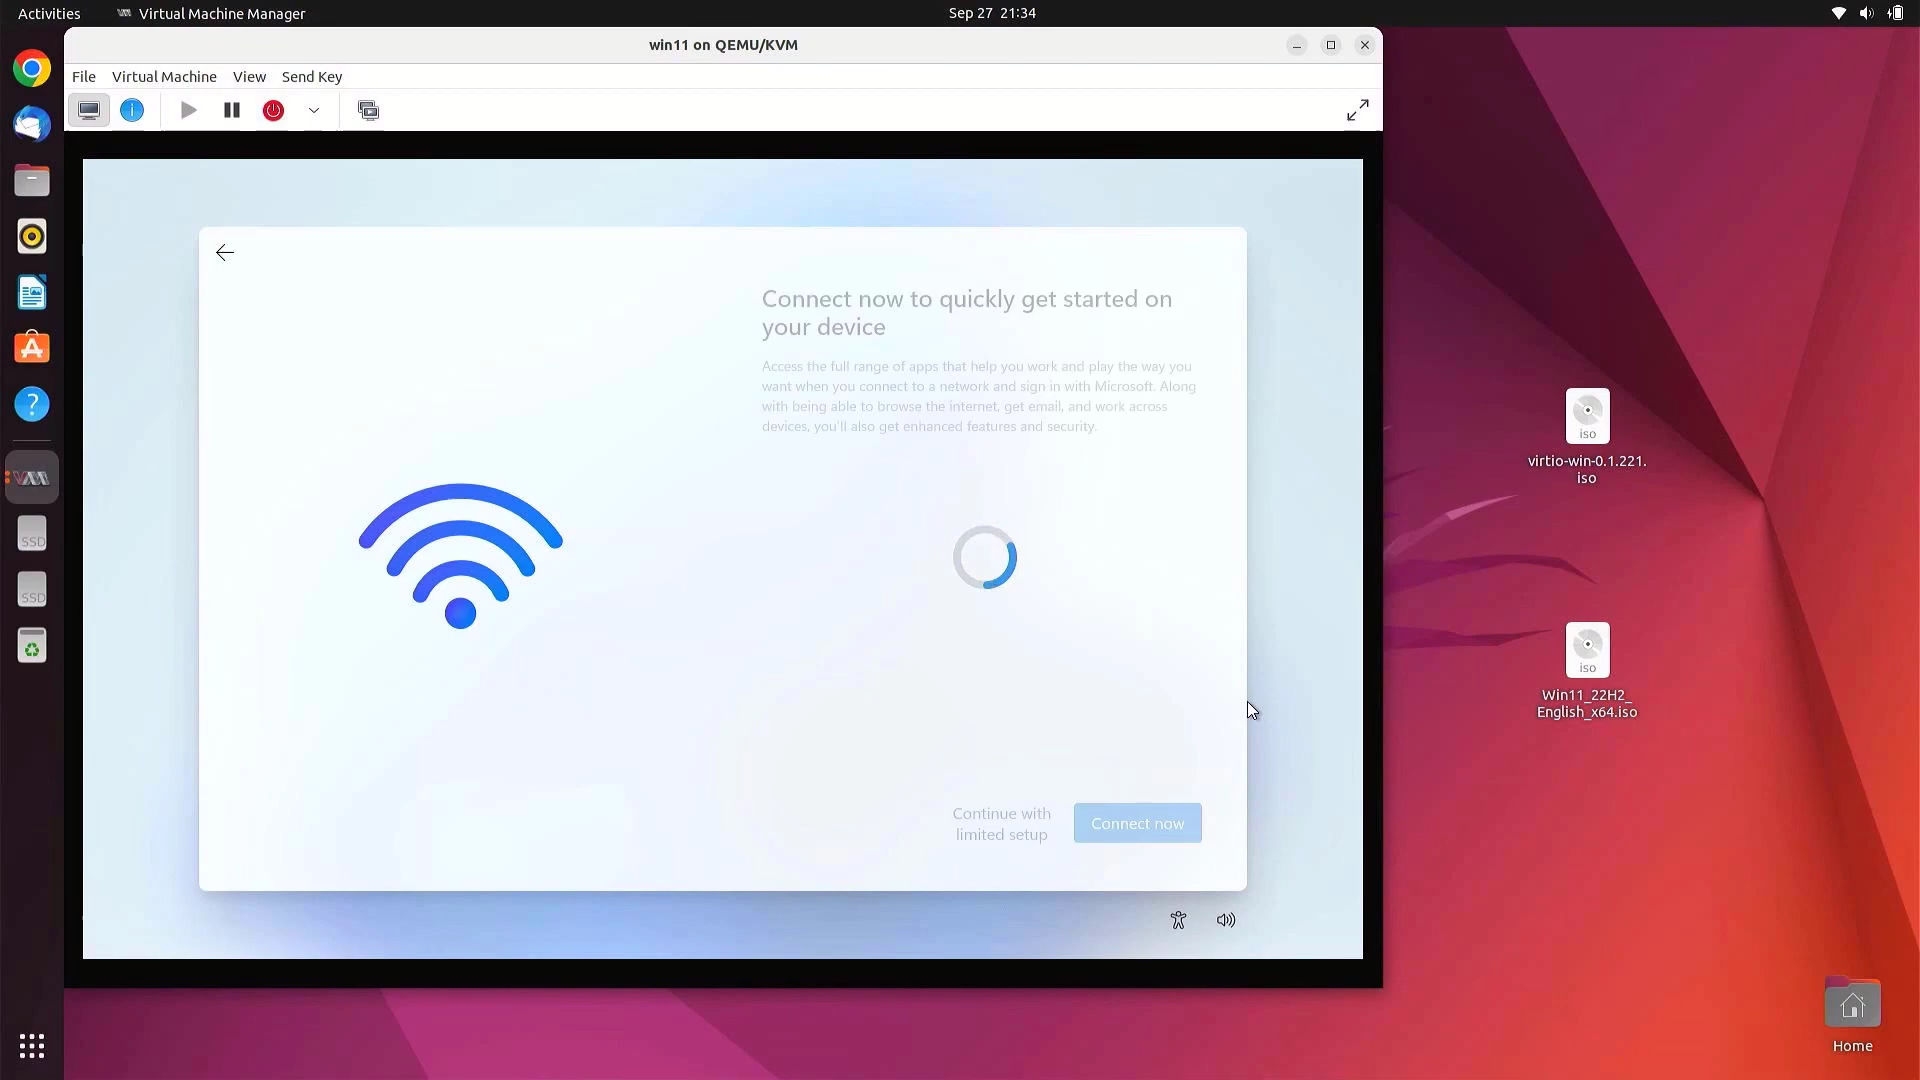 Activities
Virtual Machine Manager
Sep 27 21:34
win11 on QEMU/KVM
File Virtual Machine View Send Key
Connect now to quickly get started on
your device
Access the full range of apps that help you work and play the way you
want when you connect to a network and sign in with Microsoft. Along
with being able to browse the internet, get email, and work across
devices, you'll also get enhanced features and security.
Continue with
limited setup
Connect now
iso
virtio-win-0.1.221.
iso
iso
Win11_22H2_
English_x64.iso
SSD
SSD
Home